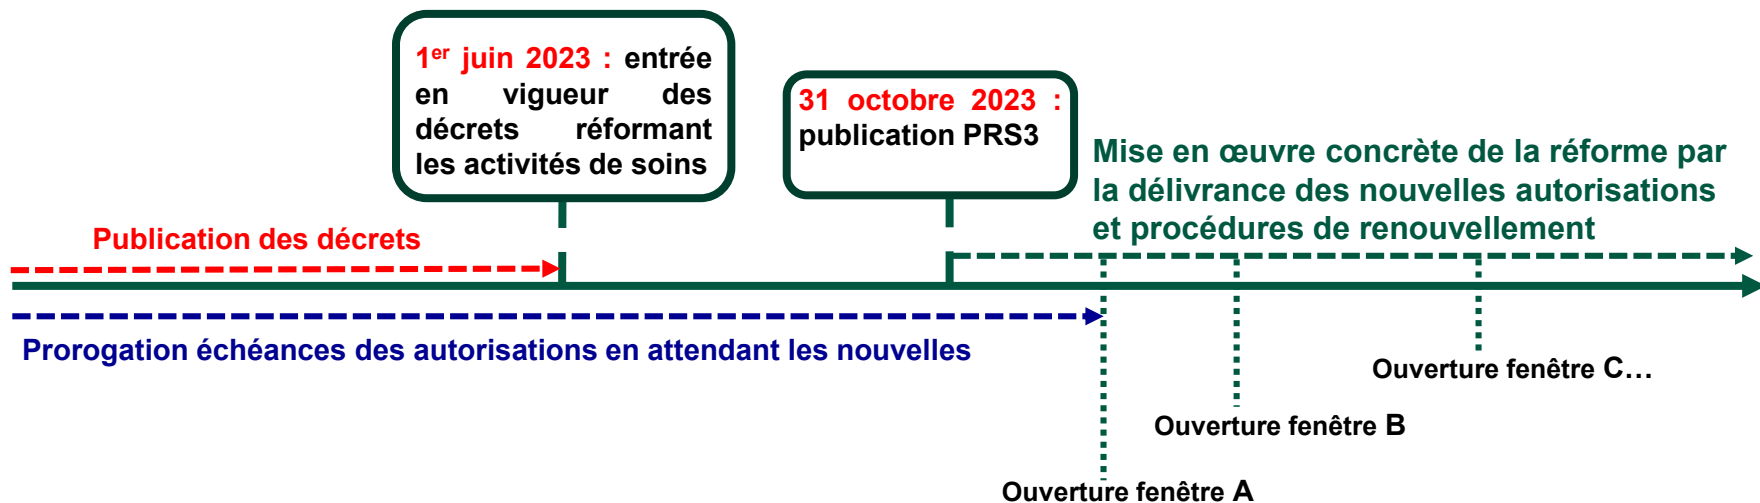 1er juin 2023 : entrée
en vigueur des
décrets réformant
les activités de soins
31 octobre 2023 :
publication PRS3
Mise en œuvre concrète de la réforme par
la délivrance des nouvelles autorisations
et procédures de renouvellement
Publication des décrets
Prorogation échéances des autorisations en attendant les nouvelles
Ouverture fenêtre C…
Ouverture fenêtre B
Ouverture fenêtre A